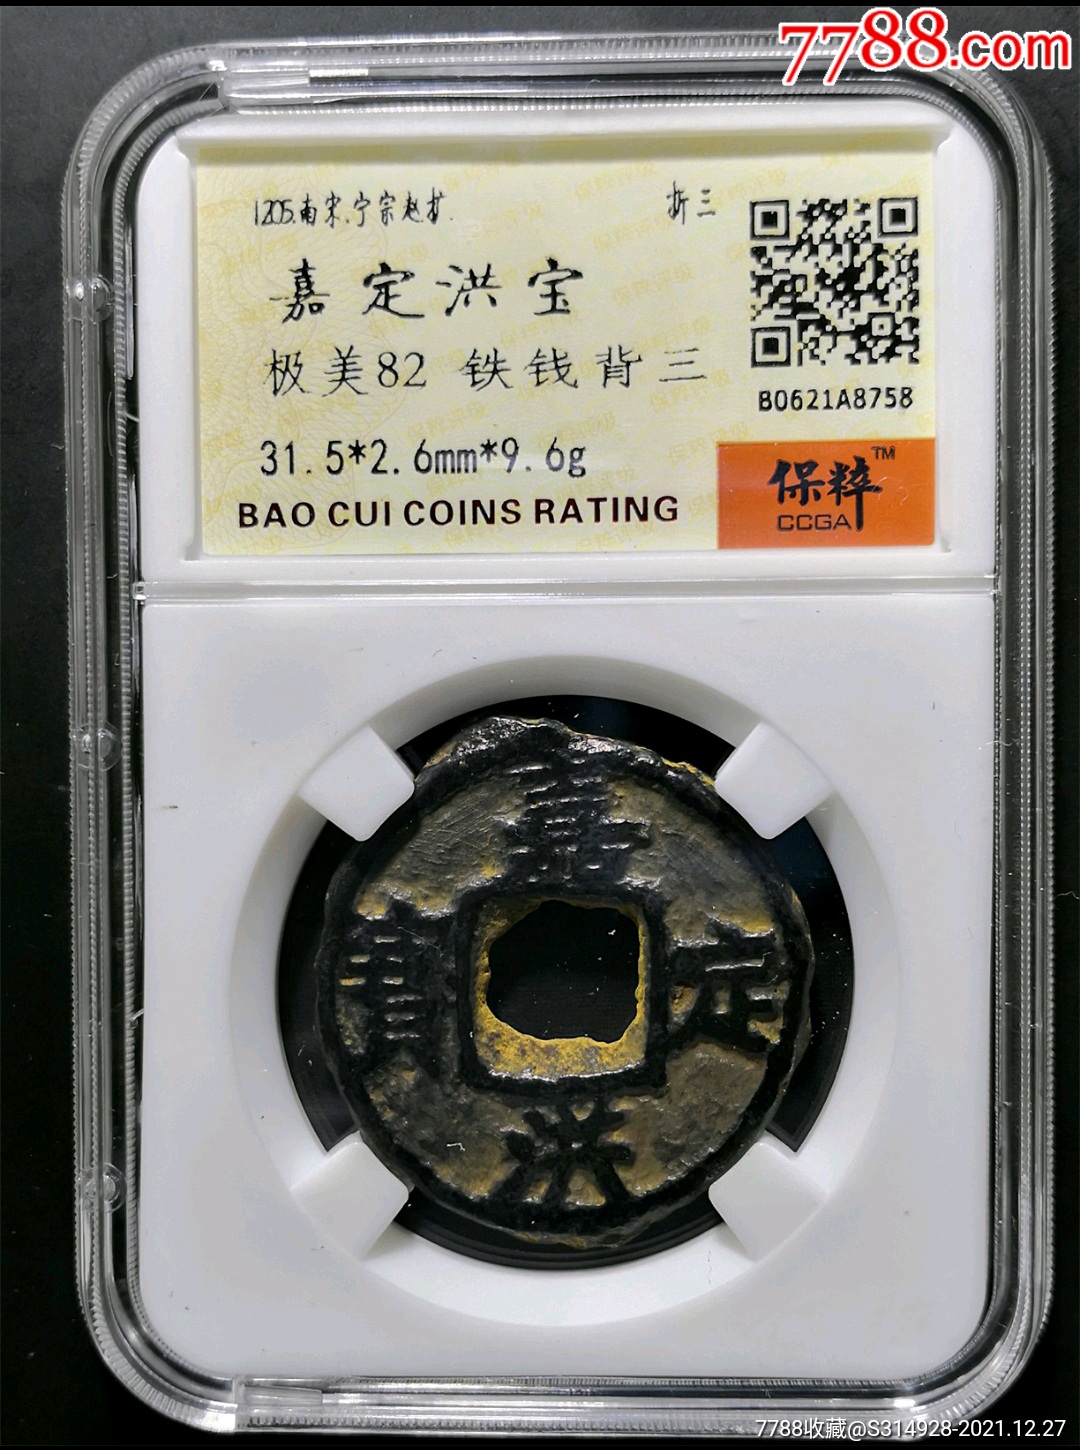 7788.com
1205.南宋.宁宗赵扩. 折三
嘉定洪宝
极美82 铁钱背三
B0621A8758
31.5*2.6mm*9.6g
BAO CUI COINS RATING
保粹™
CCGA
嘉
寶 定
洪
7788收藏@S314928-2021.12.27